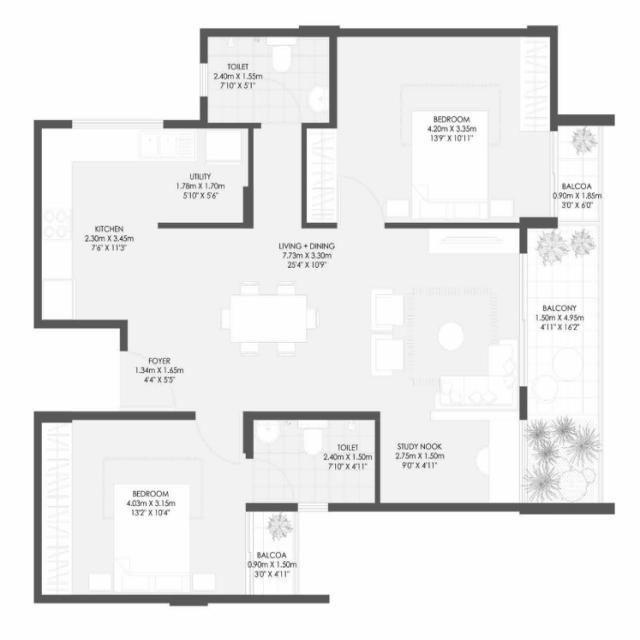 TOILET
2.40m X 1.55m
7'10" X 5'1"
BEDROOM
4.20m X 3.35m
13'9" X 10'11"
UTILITY
1.78m X 1.70m
5'10" X 5'6"
BALCOA
0.90m X 1.85m
3'0" X 6'0"
KITCHEN
2.30m X 3.45m
7'6" X 11'3"
LIVING + DINING
7.73m X 3.30m
25'4" X 10'9"
BALCONY
1.50m X 4.95m
4'11" X 16'2"
FOYER
1.34m X 1.65m
4'4" X 5'5"
TOILET
2.40m X 1.50m
7'10" X 4'11"
STUDY NOOK
2.75m X 1.50m
9'0" X 4'11"
BEDROOM
4.03m X 3.15m
13'2" X 10'4"
BALCOA
0.90m X 1.50m
3'0" X 4'11"